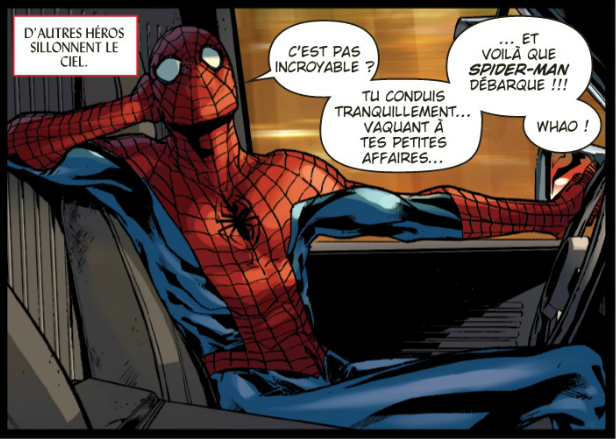 D'AUTRES HÉROS
SILLONNENT LE
CIEL.
C'EST PAS
INCROYABLE ?
TU CONDUIS
TRANQUILLEMENT...
VAQUANT À
TES PETITES
AFFAIRES...
... ET
VOILÀ QUE
SPIDER-MAN
DÉBARQUE !!!
WHAO !